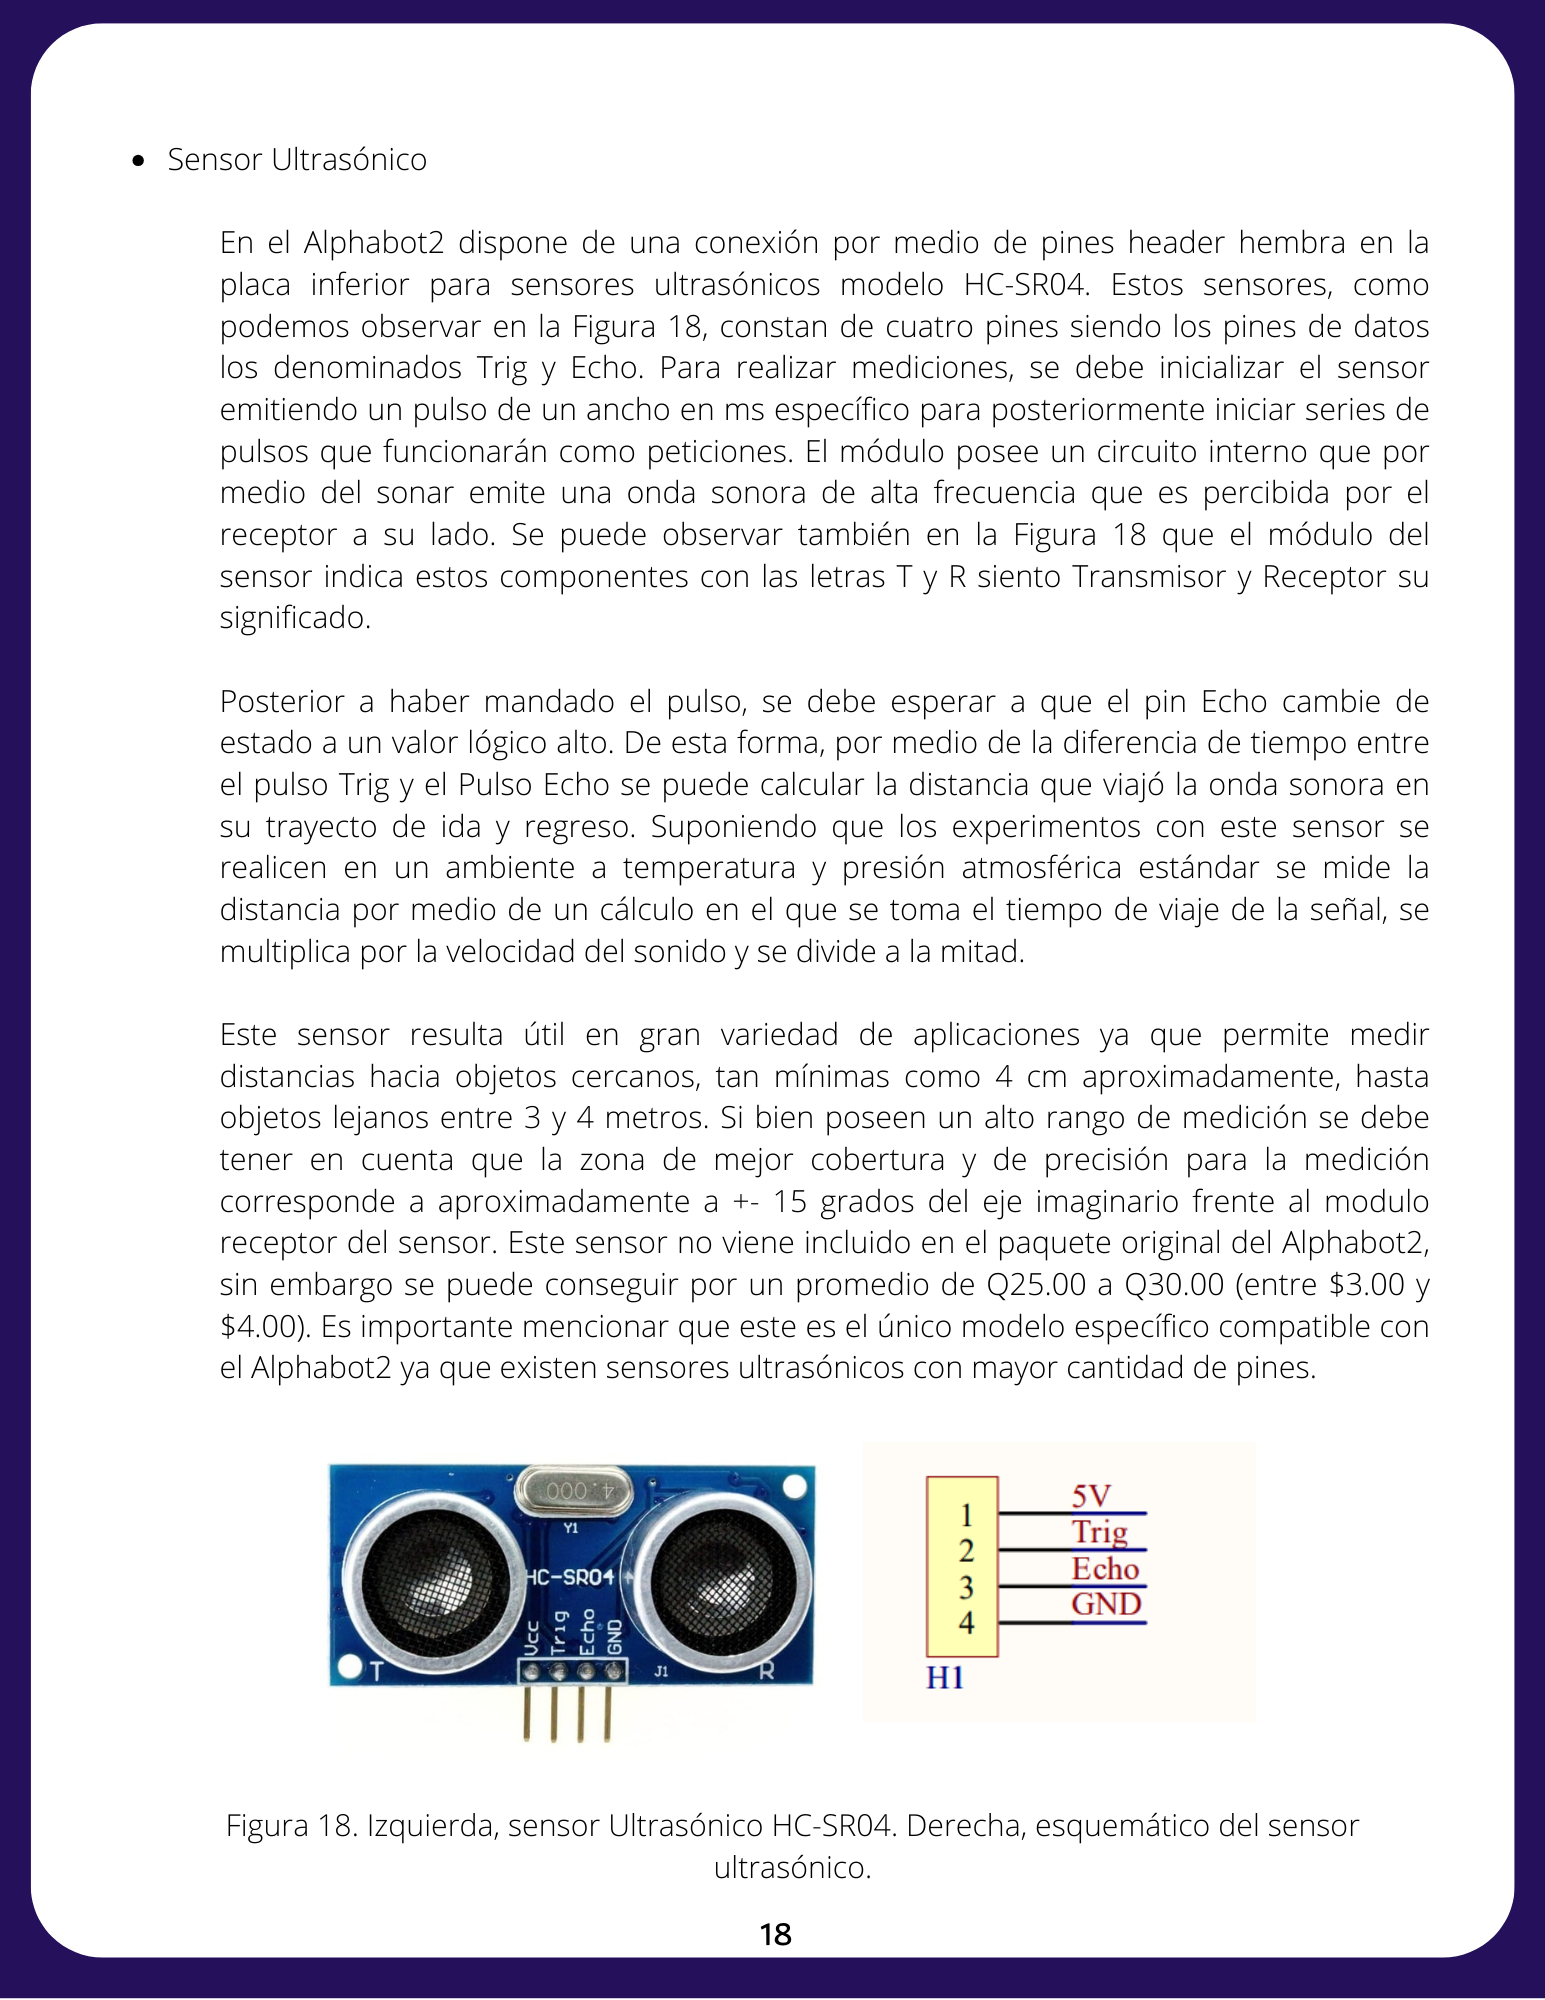 • Sensor Ultrasónico
En el Alphabot2 dispone de una conexión por medio de pines header hembra en la
placa inferior para sensores ultrasónicos modelo HC-SR04. Estos sensores, como
podemos observar en la Figura 18, constan de cuatro pines siendo los pines de datos
los denominados Trig y Echo. Para realizar mediciones, se debe inicializar el sensor
emitiendo un pulso de un ancho en ms específico para posteriormente iniciar series de
pulsos que funcionarán como peticiones. El módulo posee un circuito interno que por
medio del sonar emite una onda sonora de alta frecuencia que es percibida por el
receptor a su lado. Se puede observar también en la Figura 18 que el módulo del
sensor indica estos componentes con las letras T y R siento Transmisor y Receptor su
significado.
Posterior a haber mandado el pulso, se debe esperar a que el pin Echo cambie de
estado a un valor lógico alto. De esta forma, por medio de la diferencia de tiempo entre
el pulso Trig y el Pulso Echo se puede calcular la distancia que viajó la onda sonora en
su trayecto de ida y regreso. Suponiendo que los experimentos con este sensor se
realicen en un ambiente a temperatura y presión atmosférica estándar se mide la
distancia por medio de un cálculo en el que se toma el tiempo de viaje de la señal, se
multiplica por la velocidad del sonido y se divide a la mitad.
Este sensor resulta útil en gran variedad de aplicaciones ya que permite medir
distancias hacia objetos cercanos, tan mínimas como 4 cm aproximadamente, hasta
objetos lejanos entre 3 y 4 metros. Si bien poseen un alto rango de medición se debe
tener en cuenta que la zona de mejor cobertura y de precisión para la medición
corresponde a aproximadamente a +- 15 grados del eje imaginario frente al modulo
receptor del sensor. Este sensor no viene incluido en el paquete original del Alphabot2,
sin embargo se puede conseguir por un promedio de Q25.00 a Q30.00 (entre $3.00 y
$4.00). Es importante mencionar que este es el único modelo específico compatible con
el Alphabot2 ya que existen sensores ultrasónicos con mayor cantidad de pines.
4.000
Y1
HC-SR04
Vcc
Trig
Echo
GND
T
J1
R
1 5V
2 Trig
3 Echo
4 GND
H1
Figura 18. Izquierda, sensor Ultrasónico HC-SR04. Derecha, esquemático del sensor
ultrasónico.
18